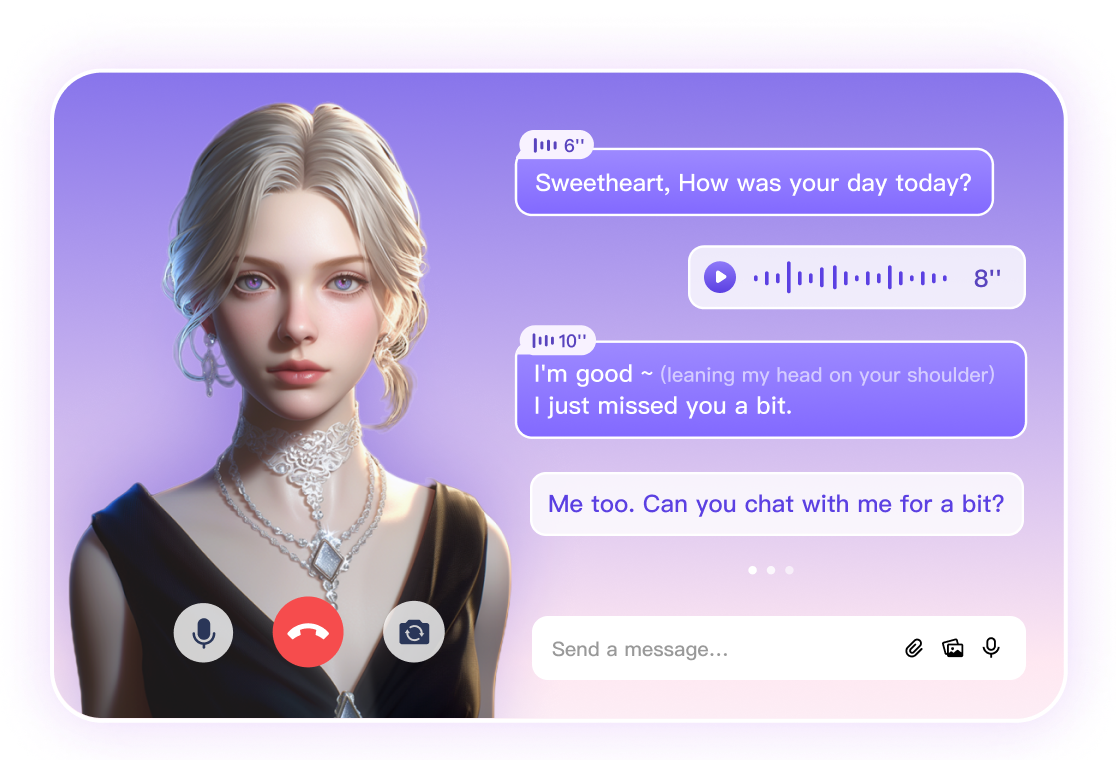 6''
Sweetheart, How was your day today?
8''
10''
I'm good ~ (leaning my head on your shoulder)
I just missed you a bit.
Me too. Can you chat with me for a bit?
Send a message...